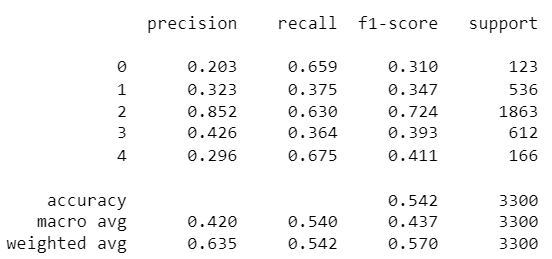 precision recall f1-score support
0 0.203 0.659 0.310 123
1 0.323 0.375 0.347 536
2 0.852 0.630 0.724 1863
3 0.426 0.364 0.393 612
4 0.296 0.675 0.411 166
accuracy 0.542 3300
macro avg 0.420 0.540 0.437 3300
weighted avg 0.635 0.542 0.570 3300